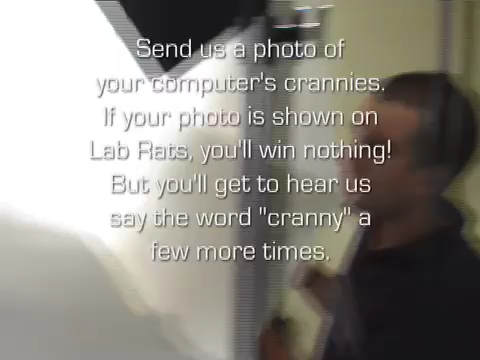 Send us a photo of
your computer's crannies.
If your photo is shown on
Lab Rats, you'll win nothing!
But you'll get to hear us
say the word "cranny" a
few more times.